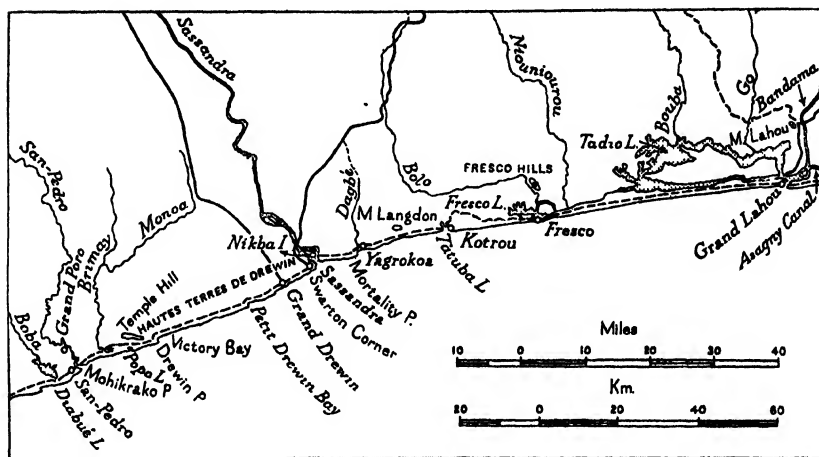 Sassandra
San-Pedro
Monoa
Grand Poro
Brimay
Boba
Temple Hill
HAUTES TERRES DE DREWIN
Nikba I
Dagbé
M Langdon
Bolo
FRESCO HILLS
Fresco L.
Niouniourou
Tadio L.
Bouba
Go
Bandama
M. Lahou
Grand Lahou
Asagny Canal
Fresco
Kotrou
Tatuba L
Yagrokoa
Mortality P.
Sassandra
Swarton Corner
Grand Drewin
Petit Drewin Bay
Victory Bay
Drewin P
Popo L.
Mohikrako P
San-Pedro
Diabué L
Miles
10 0 10 20 30 40
Km.
20 0 20 40 60